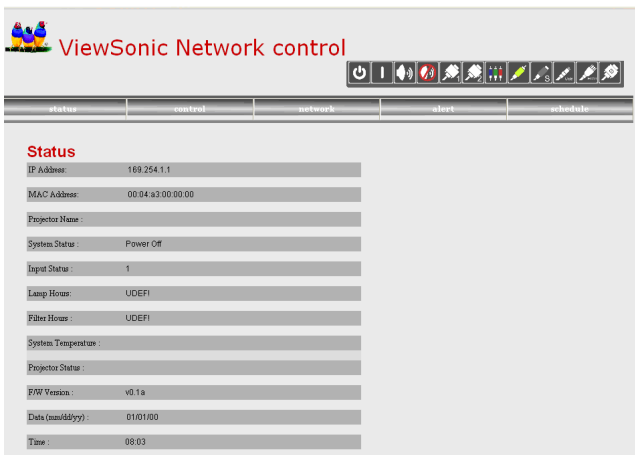 ViewSonic Network control
1 2 S
status control network alert schedule
Status
IP Address: 169.254.1.1
MAC Address: 00:04:a3:00:00:00
Projector Name :
System Status : Power Off
Input Status : 1
Lamp Hours: UDEF!
Filter Hours : UDEF!
System Temperature :
Projector Status :
F/W Version : v0.1a
Data (mm/dd/yy) : 01/01/00
Time : 08:03